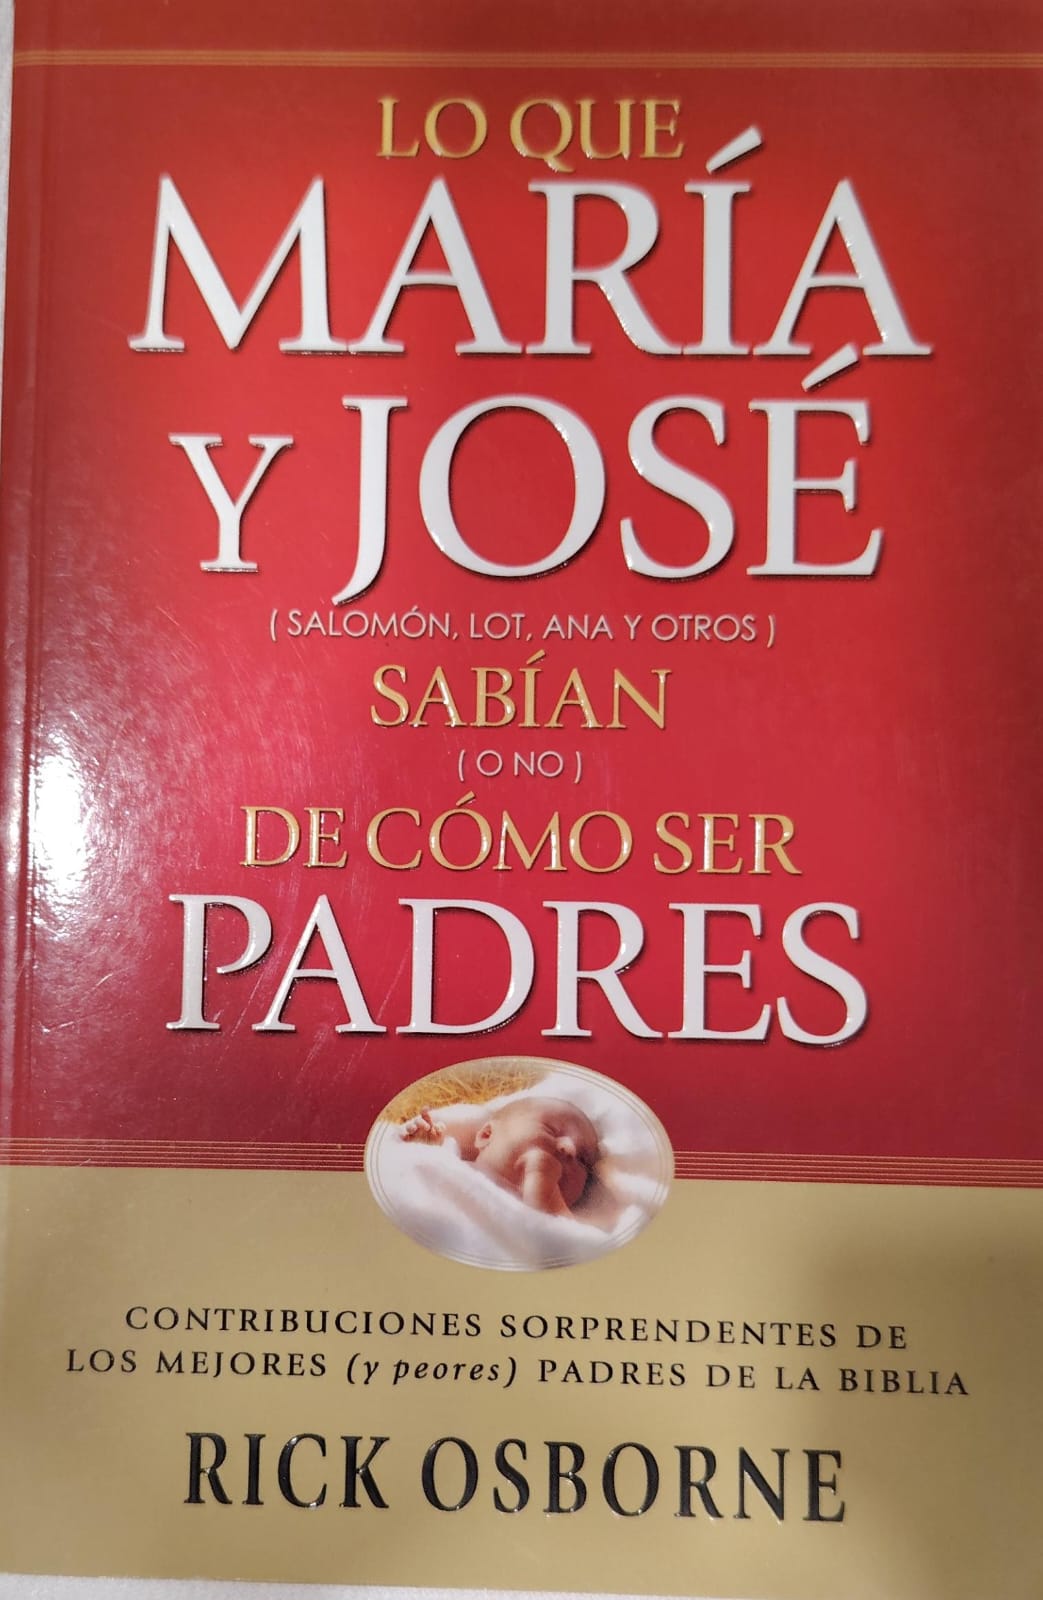 LO QUE
MARÍA
Y JOSÉ
( SALOMÓN, LOT, ANA Y OTROS )
SABÍAN
( O NO )
DE CÓMO SER
PADRES
CONTRIBUCIONES SORPRENDENTES DE
LOS MEJORES (y peores) PADRES DE LA BIBLIA
RICK OSBORNE